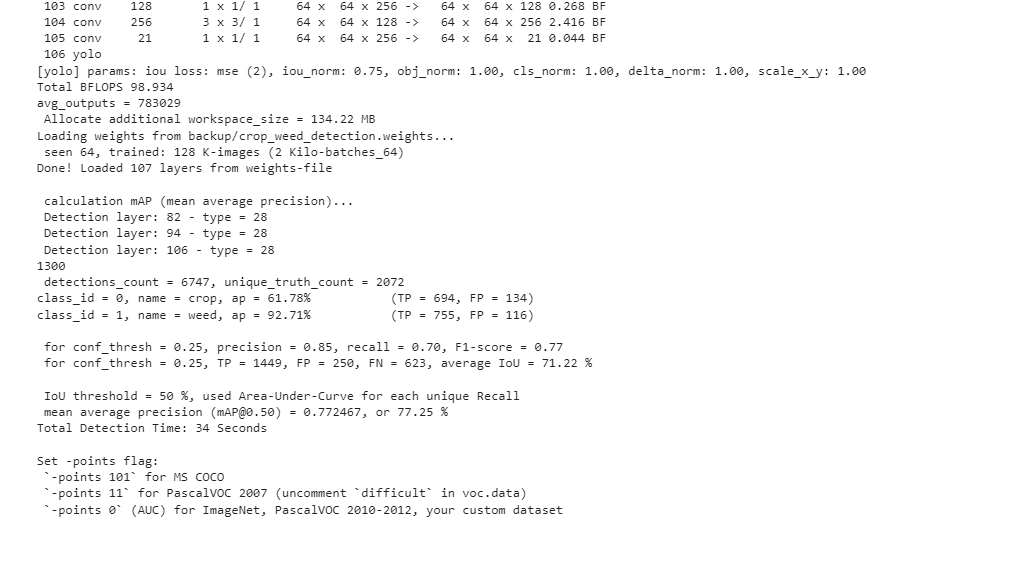 103 conv 128 1 x 1/ 1 64 x 64 x 256 -> 64 x 64 x 128 0.268 BF
104 conv 256 3 x 3/ 1 64 x 64 x 128 -> 64 x 64 x 256 2.416 BF
105 conv 21 1 x 1/ 1 64 x 64 x 256 -> 64 x 64 x 21 0.044 BF
106 yolo
[yolo] params: iou loss: mse (2), iou_norm: 0.75, obj_norm: 1.00, cls_norm: 1.00, delta_norm: 1.00, scale_x_y: 1.00
Total BFLOPS 98.934
avg_outputs = 783029
Allocate additional workspace_size = 134.22 MB
Loading weights from backup/crop_weed_detection.weights...
seen 64, trained: 128 K-images (2 Kilo-batches_64)
Done! Loaded 107 layers from weights-file
calculation mAP (mean average precision)...
Detection layer: 82 - type = 28
Detection layer: 94 - type = 28
Detection layer: 106 - type = 28
1300
detections_count = 6747, unique_truth_count = 2072
class_id = 0, name = crop, ap = 61.78% (TP = 694, FP = 134)
class_id = 1, name = weed, ap = 92.71% (TP = 755, FP = 116)
for conf_thresh = 0.25, precision = 0.85, recall = 0.70, F1-score = 0.77
for conf_thresh = 0.25, TP = 1449, FP = 250, FN = 623, average IoU = 71.22 %
IoU threshold = 50 %, used Area-Under-Curve for each unique Recall
mean average precision (mAP@0.50) = 0.772467, or 77.25 %
Total Detection Time: 34 Seconds
Set -points flag:
`-points 101` for MS COCO
`-points 11` for PascalVOC 2007 (uncomment `difficult` in voc.data)
`-points 0` (AUC) for ImageNet, PascalVOC 2010-2012, your custom dataset